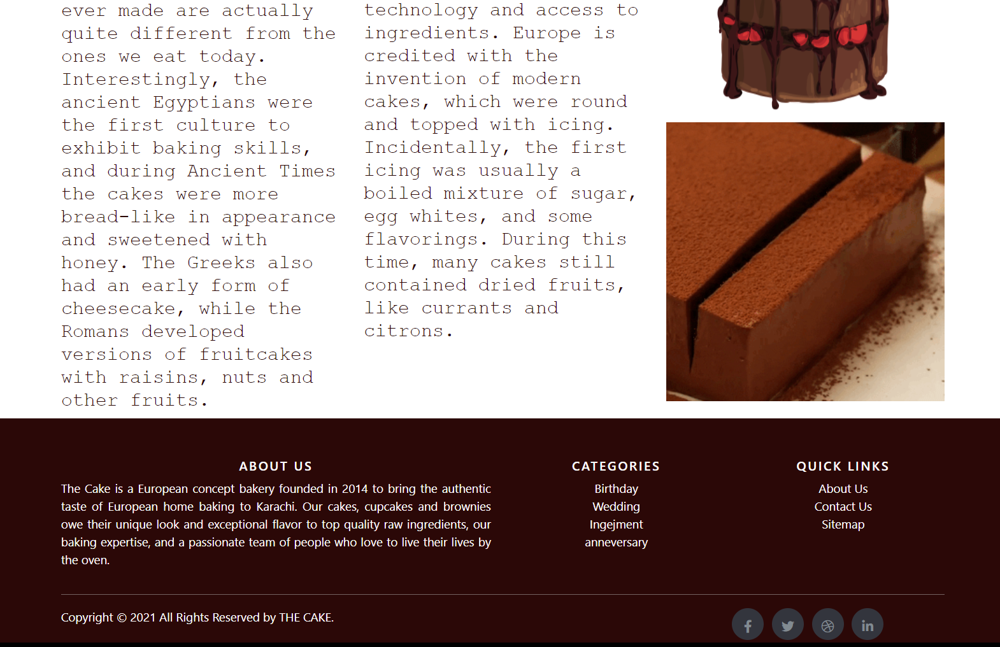 ever made are actually
quite different from the
ones we eat today.
Interestingly, the
ancient Egyptians were
the first culture to
exhibit baking skills,
and during Ancient Times
the cakes were more
bread-like in appearance
and sweetened with
honey. The Greeks also
had an early form of
cheesecake, while the
Romans developed
versions of fruitcakes
with raisins, nuts and
other fruits.
technology and access to
ingredients. Europe is
credited with the
invention of modern
cakes, which were round
and topped with icing.
Incidentally, the first
icing was usually a
boiled mixture of sugar,
egg whites, and some
flavorings. During this
time, many cakes still
contained dried fruits,
like currants and
citrons.
ABOUT US
The Cake is a European concept bakery founded in 2014 to bring the authentic
taste of European home baking to Karachi. Our cakes, cupcakes and brownies
owe their unique look and exceptional flavor to top quality raw ingredients, our
baking expertise, and a passionate team of people who love to live their lives by
the oven.
CATEGORIES
Birthday
Wedding
Ingejment
anneversary
QUICK LINKS
About Us
Contact Us
Sitemap
Copyright © 2021 All Rights Reserved by THE CAKE.